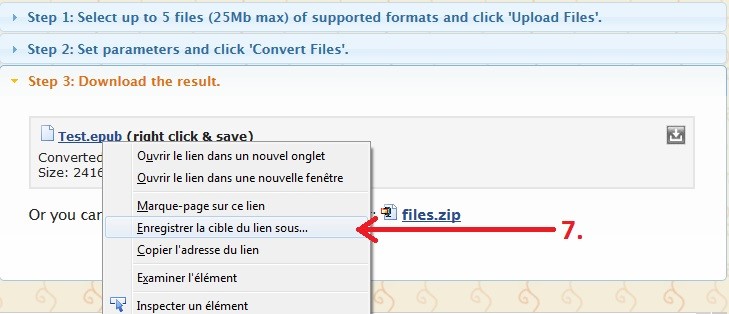 Step 1: Select up to 5 files (25Mb max) of supported formats and click 'Upload Files'.
Step 2: Set parameters and click 'Convert Files'.
Step 3: Download the result.
Test.epub (right click & save)
Converted
Size: 2416
Ouvrir le lien dans un nouvel onglet
Ouvrir le lien dans une nouvelle fenêtre
Marque-page sur ce lien
Or you can : files.zip
Enregistrer la cible du lien sous...
7.
Copier l'adresse du lien
Examiner l'élément
Inspecter un élément